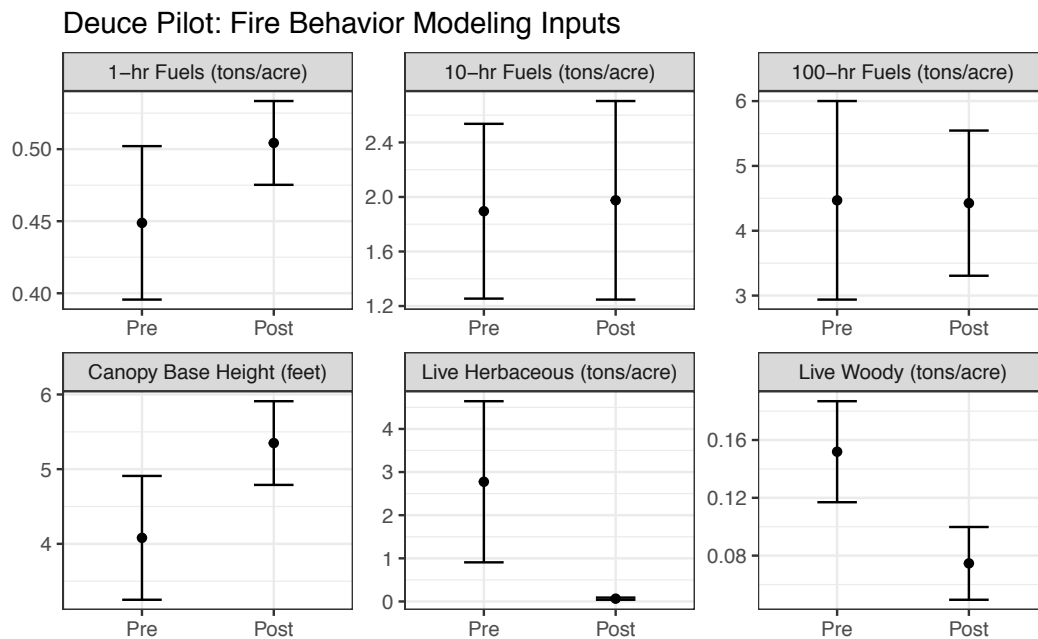 Deuce Pilot: Fire Behavior Modeling Inputs
1−hr Fuels (tons/acre)
10−hr Fuels (tons/acre)
100−hr Fuels (tons/acre)
0.50
0.45
0.40
2.4
2.0
1.6
1.2
6
5
4
3
Pre
Post
Pre
Post
Pre
Post
Canopy Base Height (feet)
Live Herbaceous (tons/acre)
Live Woody (tons/acre)
6
5
4
4
3
2
1
0
0.16
0.12
0.08
Pre
Post
Pre
Post
Pre
Post